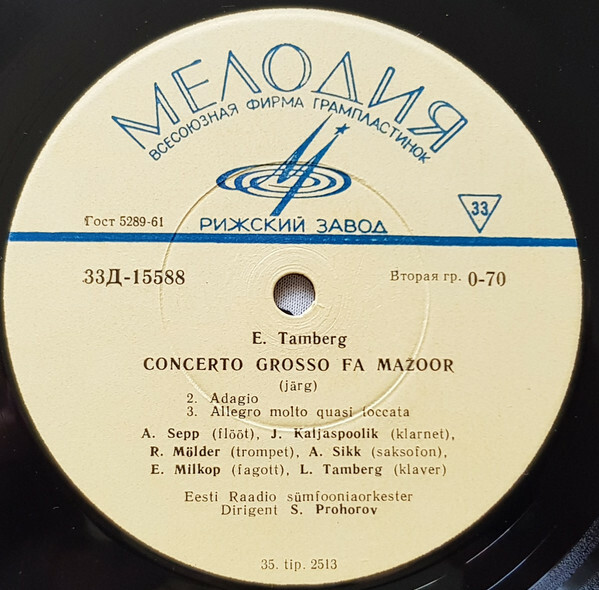 МЕЛОДИЯ
ВСЕСОЮЗНАЯ ФИРМА ГРАМПЛАСТИНОК
Гост 5289-61
РИЖСКИЙ ЗАВОД
33
33Д-15588
Вторая гр. 0-70
E. Tamberg
CONCERTO GROSSO FA MAŽOOR
(järg)
2. Adagio
3. Allegro molto quasi toccata
A. Sepp (flööt), J. Kaljaspoolik (klarnet),
R. Mölder (trompet), A. Sikk (saksofon),
E. Milkop (fagott), L. Tamberg (klaver)
Eesti Raadio sümfooniaorkester
Dirigent S. Prohorov
35. tip. 2513